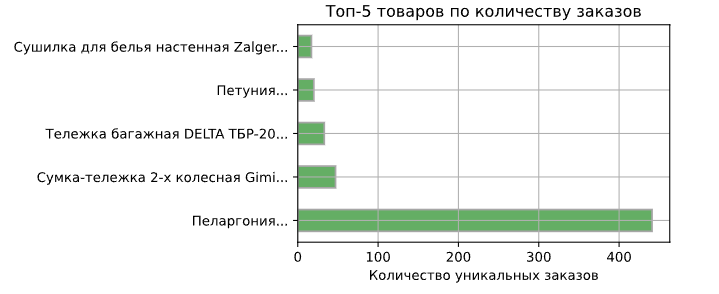 Топ-5 товаров по количеству заказов
Сушилка для белья настенная Zalger...
Петуния...
Тележка багажная DELTA ТБР-20...
Сумка-тележка 2-х колесная Gimi...
Пеларгония...
0 100 200 300 400
Количество уникальных заказов